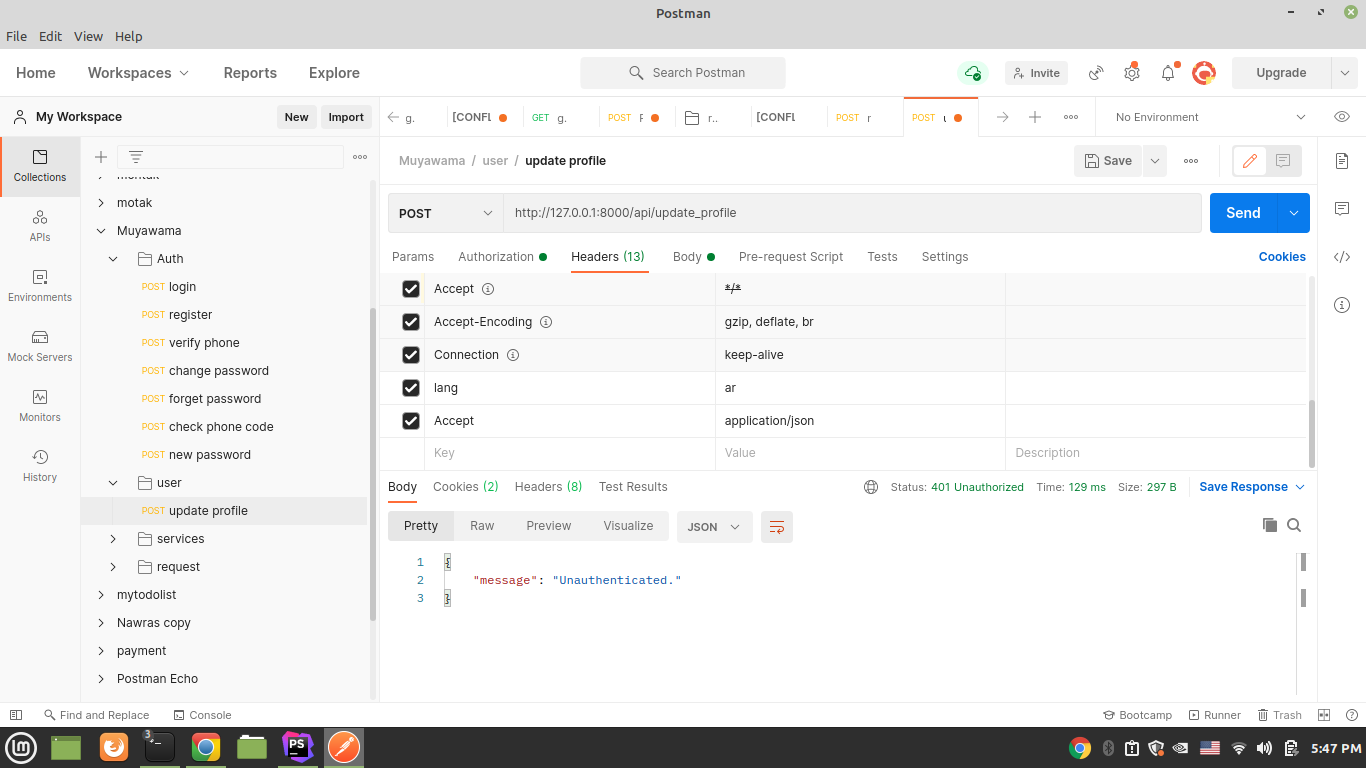 Postman
File Edit View Help
Home Workspaces Reports Explore Search Postman Invite Upgrade
My Workspace New Import
g. [CONFL GET g. POST POST r r.. [CONFL POST r POST No Environment
Collections
APIs
Environments
Mock Servers
Monitors
History
motak
Muyawama
Auth
POST login
POST register
POST verify phone
POST change password
POST forget password
POST check phone code
POST new password
user
POST update profile
services
request
mytodolist
Nawras copy
payment
Postman Echo
Muyawama / user / update profile Save
POST http://127.0.0.1:8000/api/update_profile Send
Params Authorization Headers (13) Body Pre-request Script Tests Settings Cookies
Accept */*
Accept-Encoding gzip, deflate, br
Connection keep-alive
lang ar
Accept application/json
Key Value Description
Body Cookies (2) Headers (8) Test Results Status: 401 Unauthorized Time: 129 ms Size: 297 B Save Response
Pretty Raw Preview Visualize JSON
1 {
2 "message": "Unauthenticated."
3 }
Find and Replace Console Bootcamp Runner Trash
3 PS 5:47 PM